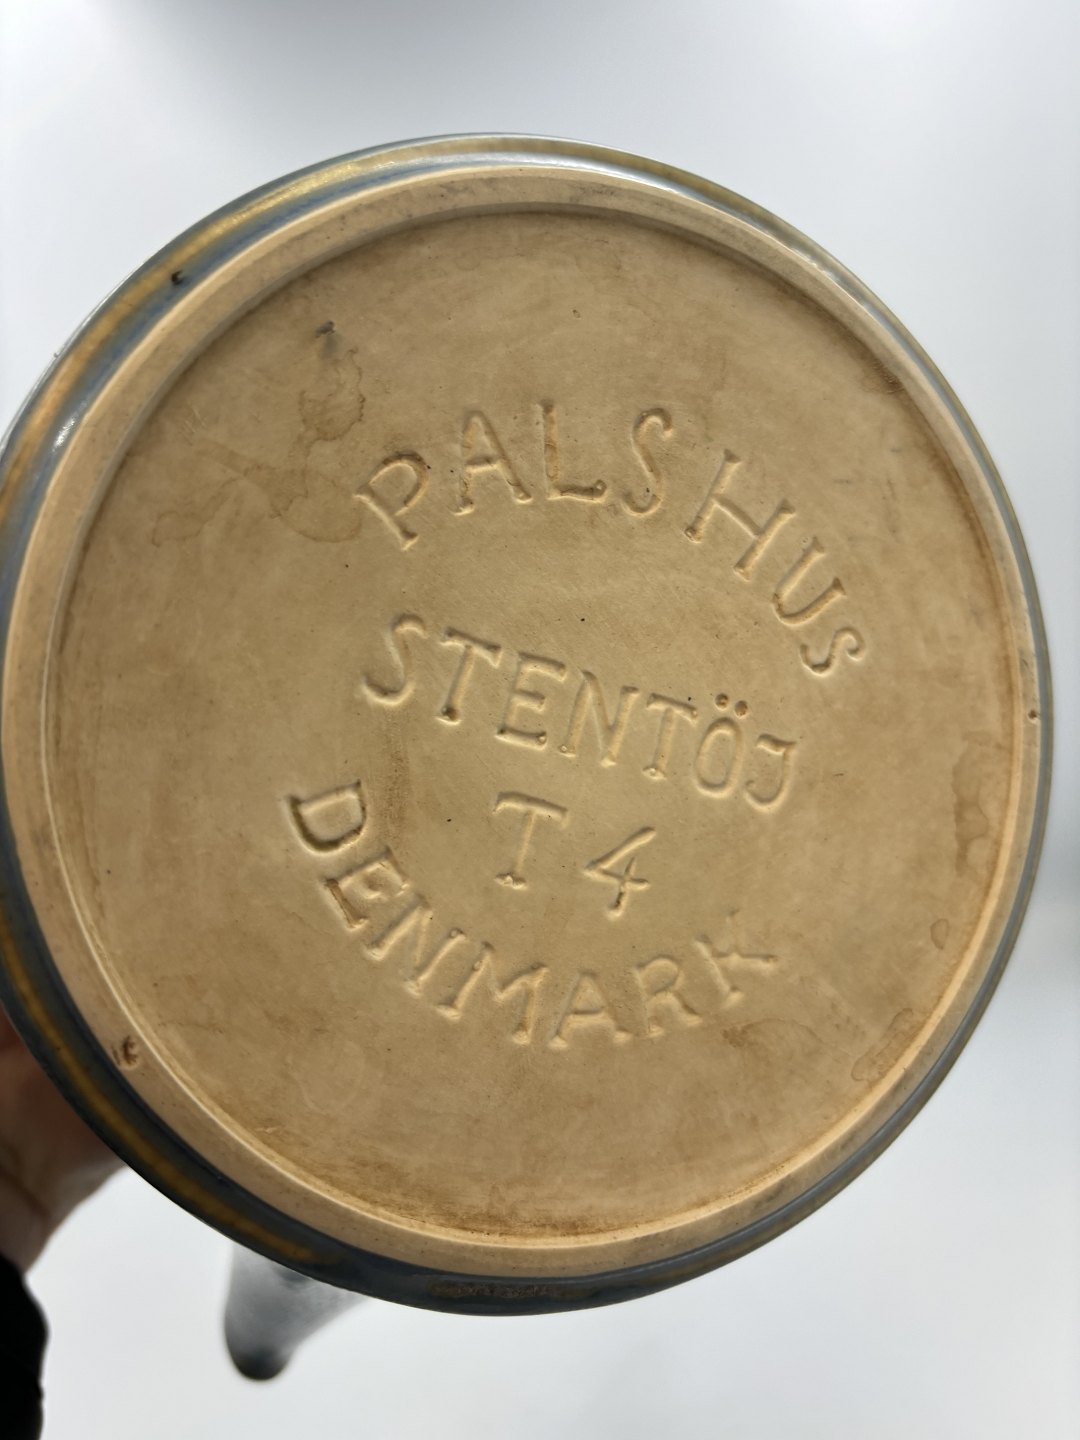 PALSHUS
STENTÖJ
T 4
DENMARK